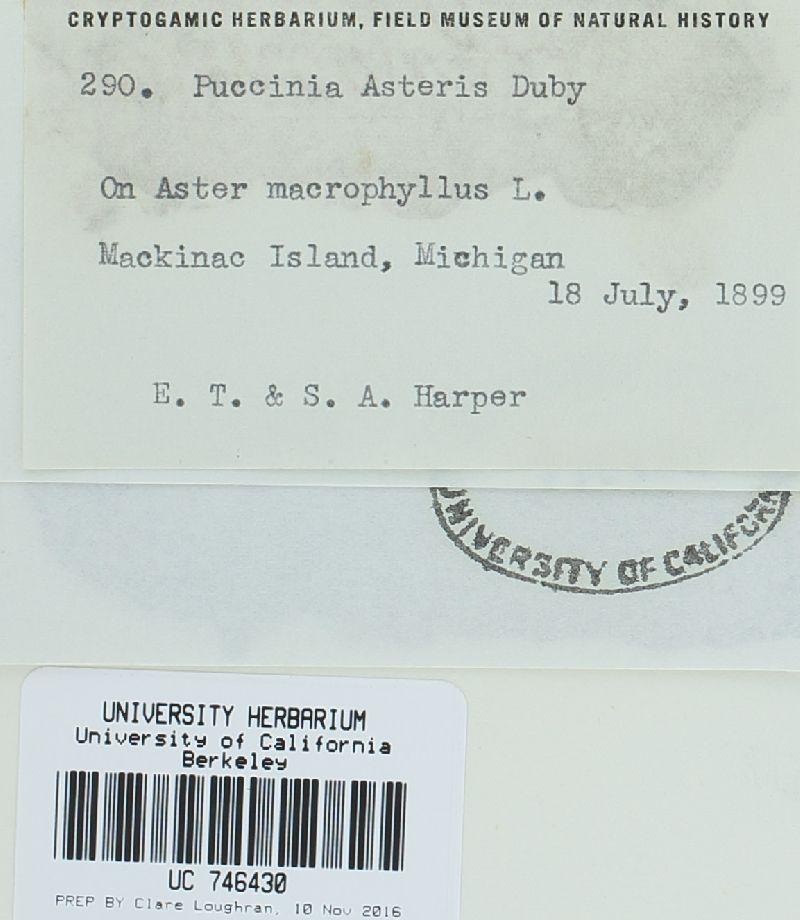 CRYPTOGAMIC HERBARIUM, FIELD MUSEUM OF NATURAL HISTORY
290. Puccinia Asteris Duby
On Aster macrophyllus L.
Mackinac Island, Michigan
18 July, 1899
E. T. & S. A. Harper
UNIVERSITY OF CALIFORN
UNIVERSITY HERBARIUM
University of California
Berkeley
UC 746430
PREP BY Clare Loughran, 10 Nov 2016